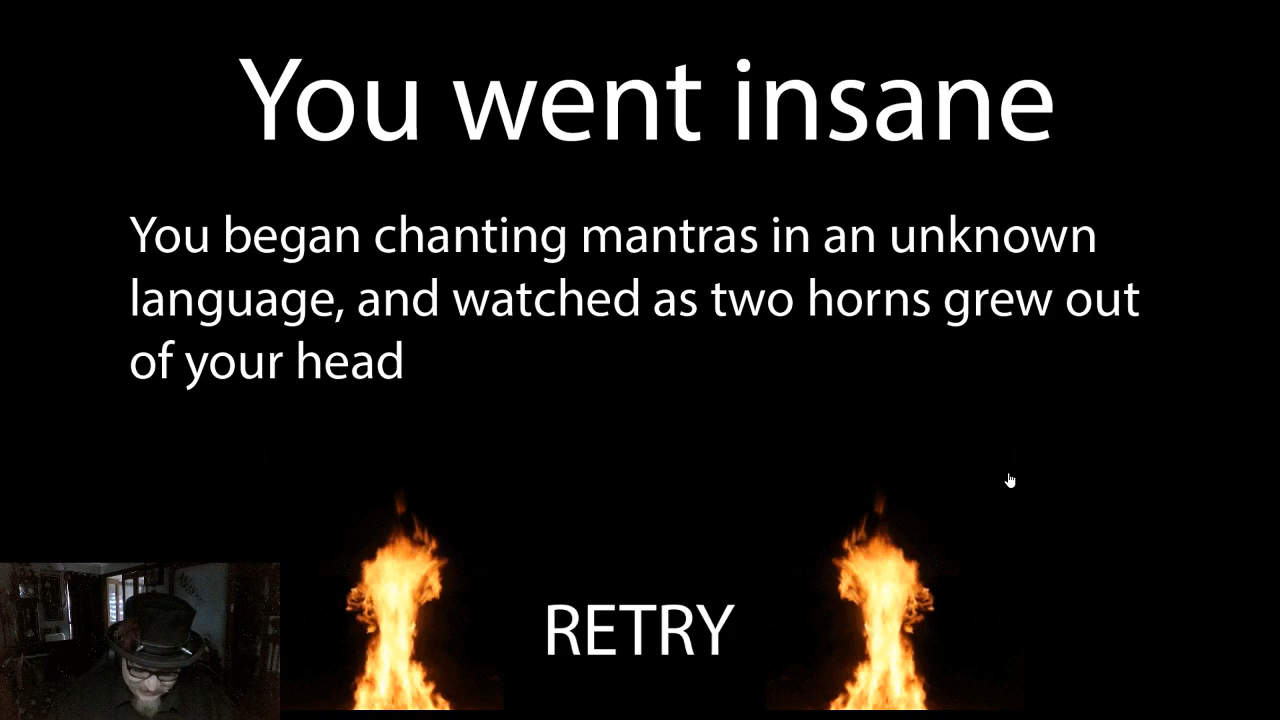 You went insane
You began chanting mantras in an unknown
language, and watched as two horns grew out
of your head
RETRY